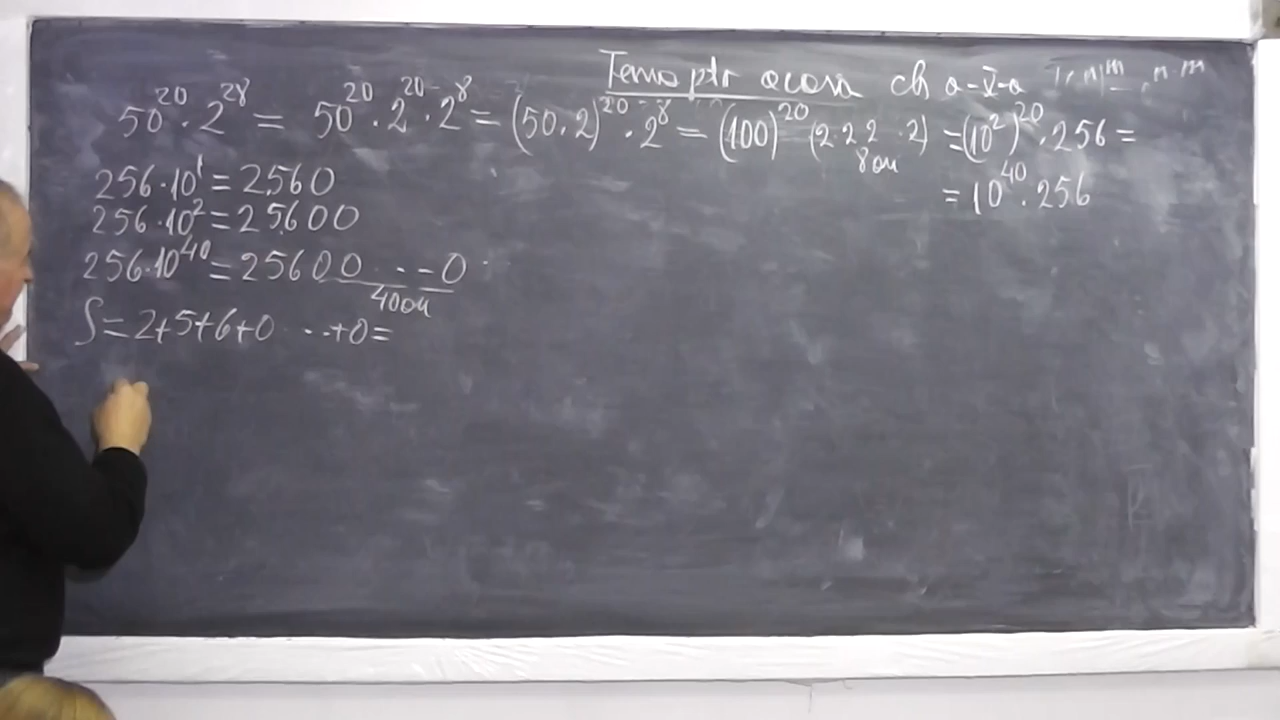 Tema ptr acasa cls a-V-a (n)^m = n^m
50^20 · 2^28 = 50^20 · 2^20 · 2^8 = (50·2)^20 · 2^8 = (100)^20 (2·2·2 · 2) = (10^2)^20 · 256 =
8 ori
= 10^40 · 256
256·10^1 = 2560
256·10^2 = 25600
256·10^40 = 25600...-0
40 ori
S = 2+5+6+0 ...+0 =